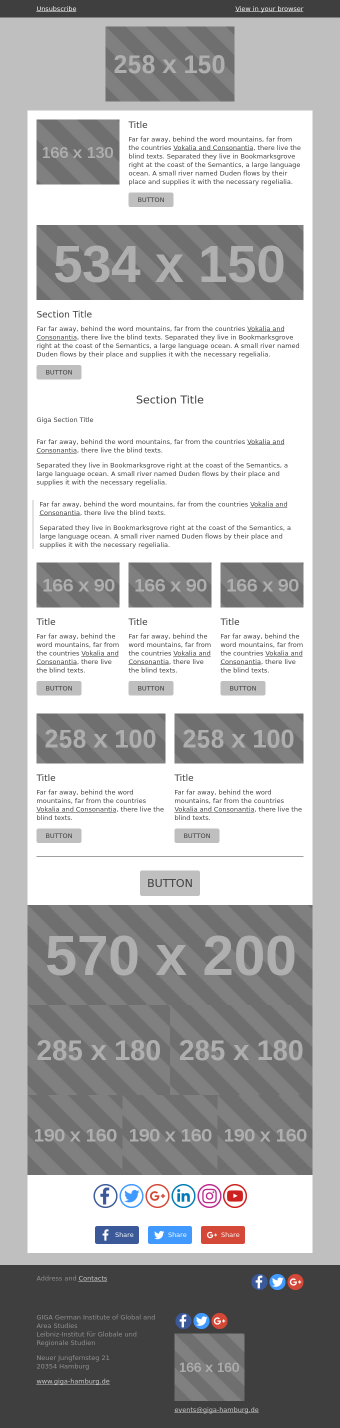 Unsubscribe
View in your browser
258 x 150
166 x 130
Title
Far far away, behind the word mountains, far from
the countries Vokalia and Consonantia, there live the
blind texts. Separated they live in Bookmarksgrove
right at the coast of the Semantics, a large language
ocean. A small river named Duden flows by their
place and supplies it with the necessary regelialia.
BUTTON
534 x 150
Section Title
Far far away, behind the word mountains, far from the countries Vokalia and
Consonantia, there live the blind texts. Separated they live in Bookmarksgrove
right at the coast of the Semantics, a large language ocean. A small river named
Duden flows by their place and supplies it with the necessary regelialia.
BUTTON
Section Title
Giga Section Title
Far far away, behind the word mountains, far from the countries Vokalia and
Consonantia, there live the blind texts.
Separated they live in Bookmarksgrove right at the coast of the Semantics, a
large language ocean. A small river named Duden flows by their place and
supplies it with the necessary regelialia.
Far far away, behind the word mountains, far from the countries Vokalia and
Consonantia, there live the blind texts.
Separated they live in Bookmarksgrove right at the coast of the Semantics, a
large language ocean. A small river named Duden flows by their place and
supplies it with the necessary regelialia.
166 x 90
Title
Far far away, behind the
word mountains, far from
the countries Vokalia and
Consonantia, there live
the blind texts.
BUTTON
166 x 90
Title
Far far away, behind the
word mountains, far from
the countries Vokalia and
Consonantia, there live
the blind texts.
BUTTON
166 x 90
Title
Far far away, behind the
word mountains, far from
the countries Vokalia and
Consonantia, there live
the blind texts.
BUTTON
258 x 100
Title
Far far away, behind the word
mountains, far from the countries
Vokalia and Consonantia, there live the
blind texts.
BUTTON
258 x 100
Title
Far far away, behind the word
mountains, far from the countries
Vokalia and Consonantia, there live the
blind texts.
BUTTON
BUTTON
570 x 200
285 x 180
285 x 180
190 x 160
190 x 160
190 x 160
Share
Share
Share
Address and Contacts
GIGA German Institute of Global and
Area Studies
Leibniz-Institut für Globale und
Regionale Studien
Neuer Jungfernstieg 21
20354 Hamburg
www.giga-hamburg.de
166 x 160
events@giga-hamburg.de